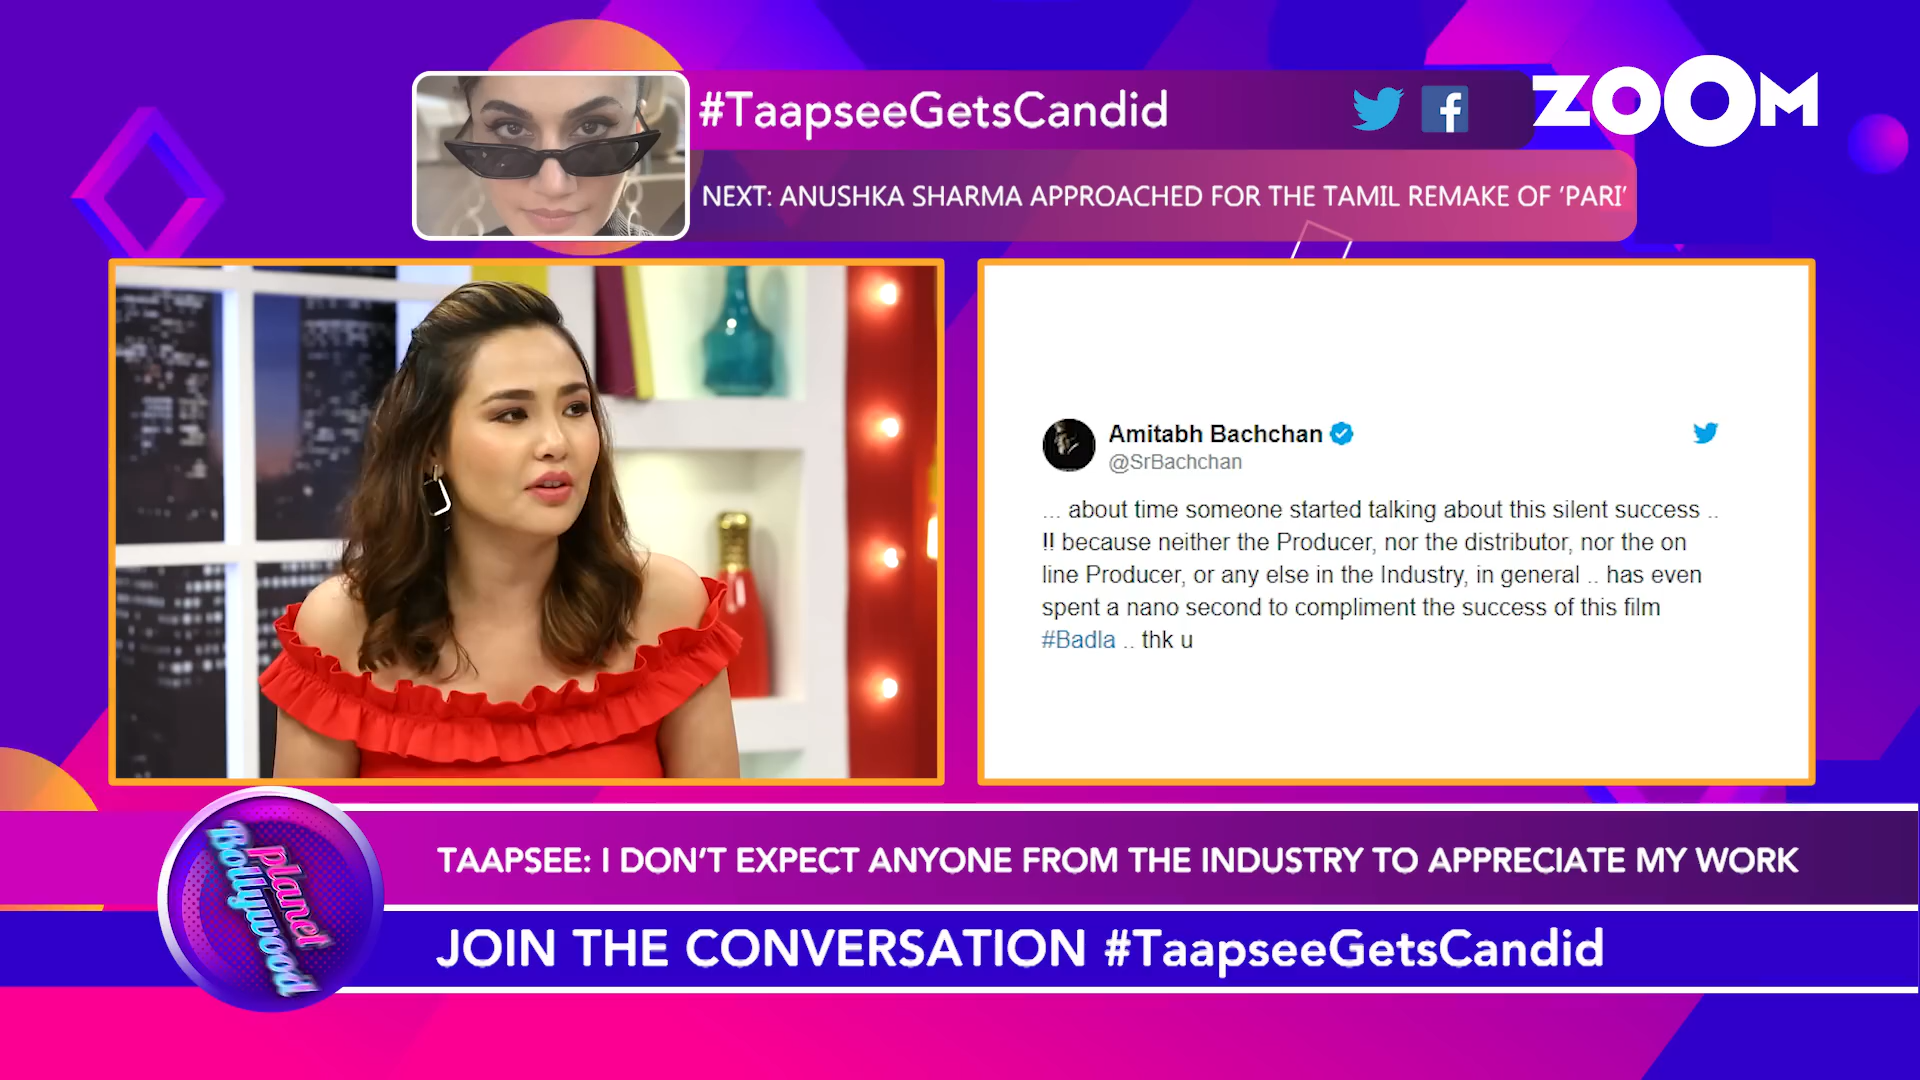 #TaapseeGetsCandid
ZOOM
NEXT: ANUSHKA SHARMA APPROACHED FOR THE TAMIL REMAKE OF ‘PARI’
Amitabh Bachchan
@SrBachchan
... about time someone started talking about this silent success ..
!! because neither the Producer, nor the distributor, nor the on
line Producer, or any else in the Industry, in general .. has even
spent a nano second to compliment the success of this film
#Badla .. thk u
planet
Bollywood
TAAPSEE: I DON’T EXPECT ANYONE FROM THE INDUSTRY TO APPRECIATE MY WORK
JOIN THE CONVERSATION #TaapseeGetsCandid